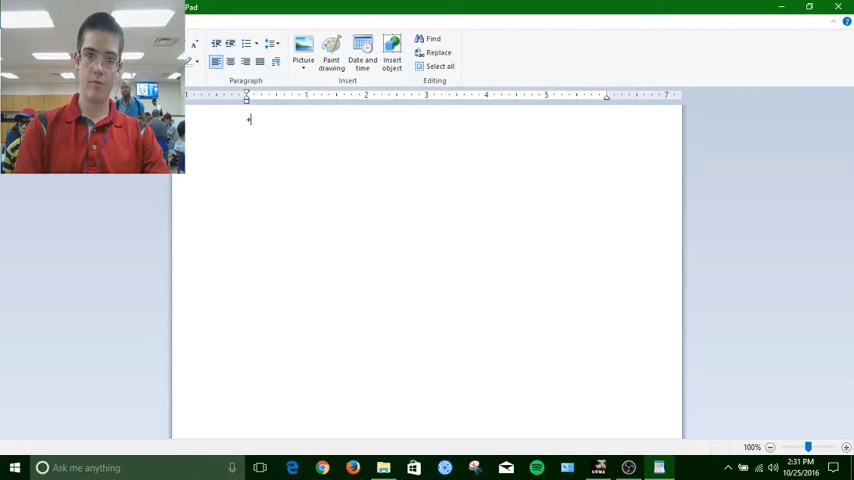 Pad
A
Picture
Paint drawing
Date and time
Insert object
Find
Replace
Select all
Paragraph
Insert
Editing
1 1 2 3 4 5 6 7
+
100%
Ask me anything
2:31 PM
10/25/2016